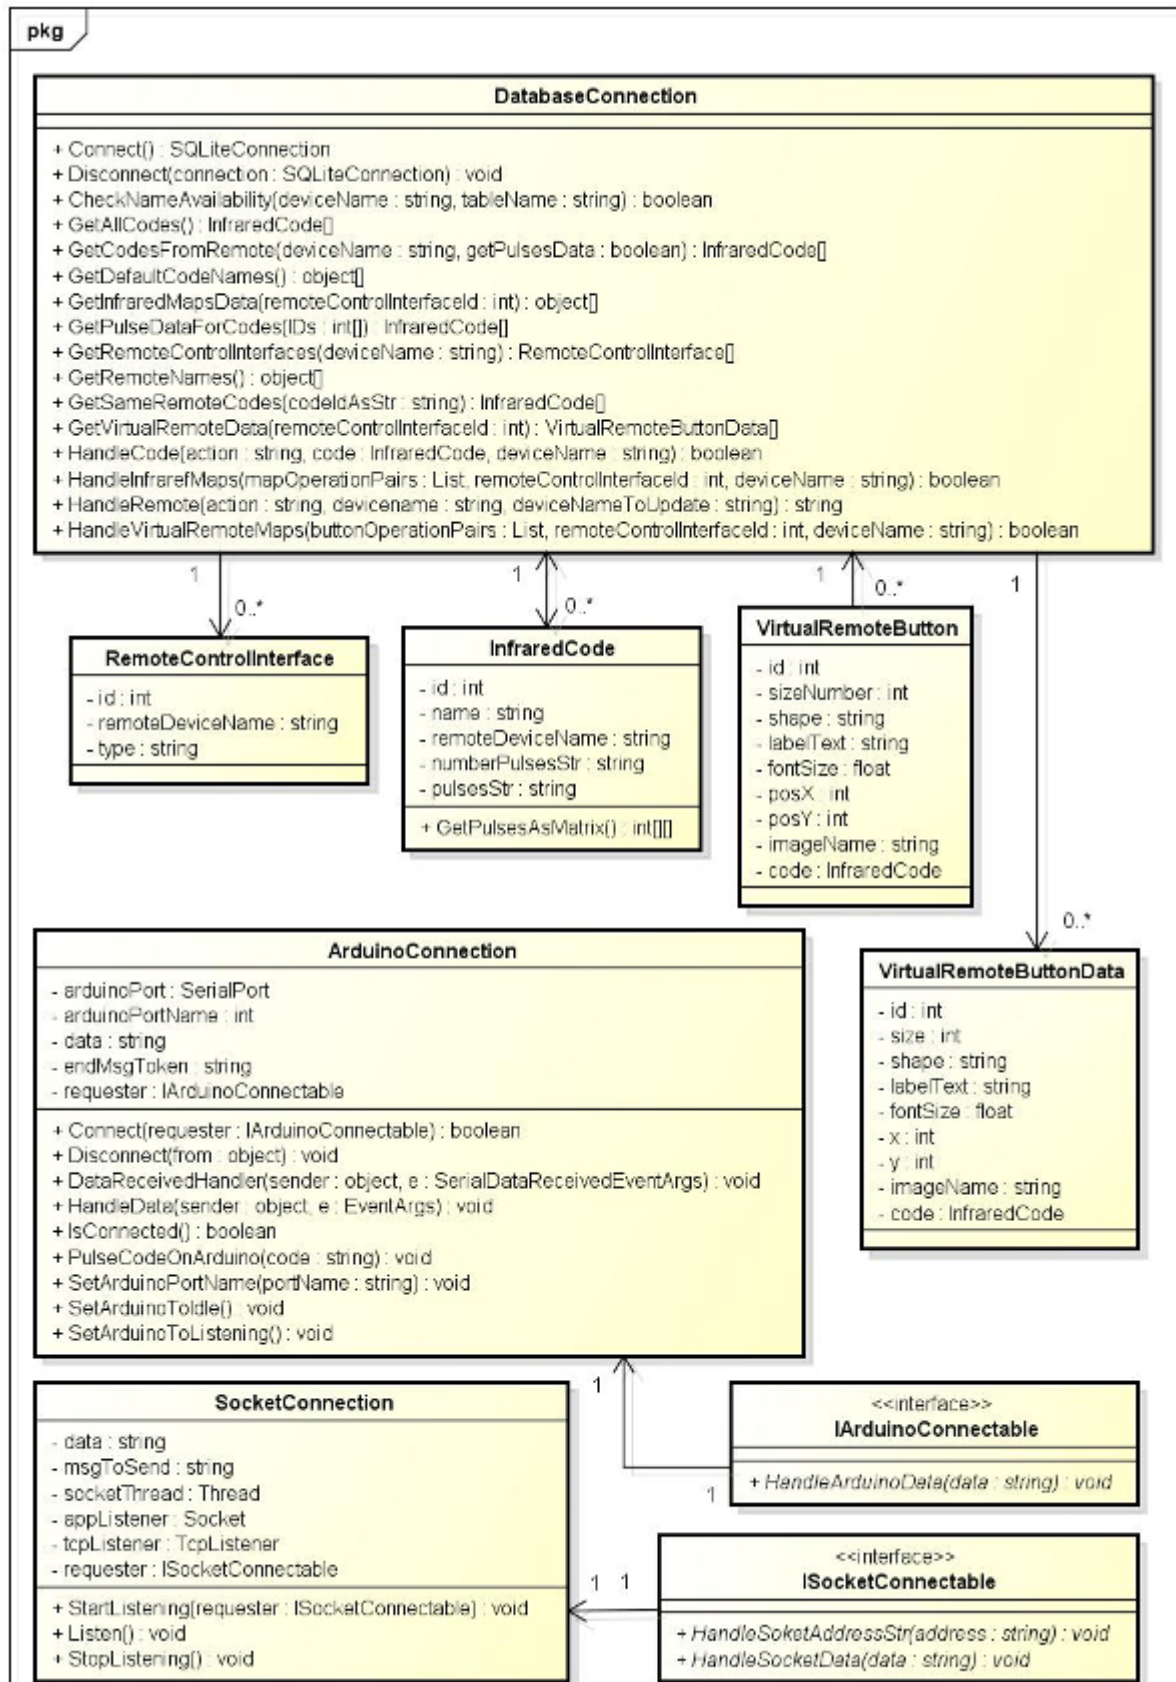 pkg
DatabaseConnection
+ Connect() : SQLiteConnection
+ Disconnect(connection : SQLiteConnection) : void
+ CheckNameAvailability(deviceName : string, tableName : string) : boolean
+ GetAllCodes() : InfraredCode[]
+ GetCodesFromRemote(deviceName : string, getPulsesData : boolean) : InfraredCode[]
+ GetDefaultCodeNames() : object[]
+ GetInfraredMapsData(remoteControlInterfaceId : int) : object[]
+ GetPulseDataForCodes(IDs : int[]) : InfraredCode[]
+ GetRemoteControlInterfaces(deviceName : string) : RemoteControlInterface[]
+ GetRemoteNames() : object[]
+ GetSameRemoteCodes(codeIdAsStr : string) : InfraredCode[]
+ GetVirtualRemoteData(remoteControlInterfaceId : int) : VirtualRemoteButtonData[]
+ HandleCode(action : string, code : InfraredCode, deviceName : string) : boolean
+ HandleInfrarefMaps(mapOperationPairs : List, remoteControlInterfaceId : int, deviceName : string) : boolean
+ HandleRemote(action : string, devicename : string, deviceNameToUpdate : string) : string
+ HandleVirtualRemoteMaps(buttonOperationPairs : List, remoteControlInterfaceId : int, deviceName : string) : boolean
1
1
1
1
0..*
0..*
0..*
RemoteControlInterface
- id : int
- remoteDeviceName : string
- type : string
InfraredCode
- id : int
- name : string
- remoteDeviceName : string
- numberPulsesStr : string
- pulsesStr : string
+ GetPulsesAsMatrix() : int[][]
VirtualRemoteButton
- id : int
- sizeNumber : int
- shape : string
- labelText : string
- fontSize : float
- posX : int
- posY : int
- imageName : string
- code : InfraredCode
0..*
VirtualRemoteButtonData
- id : int
- size : int
- shape : string
- labelText : string
- fontSize : float
- x : int
- y : int
- imageName : string
- code : InfraredCode
ArduinoConnection
- arduinoPort : SerialPort
- arduinoPortName : int
- data : string
- endMsgToken : string
- requester : IArduinoConnectable
+ Connect(requester : IArduinoConnectable) : boolean
+ Disconnect(from : object) : void
+ DataReceivedHandler(sender : object, e : SerialDataReceivedEventArgs) : void
+ HandleData(sender : object, e : EventArgs) : void
+ IsConnected() : boolean
+ PulseCodeOnArduino(code : string) : void
+ SetArduinoPortName(portName : string) : void
+ SetArduinoToIdle() : void
+ SetArduinoToListening() : void
1
1
<<interface>>
IArduinoConnectable
+ HandleArduinoData(data : string) : void
SocketConnection
- data : string
- msgToSend : string
- socketThread : Thread
- appListener : Socket
- tcpListener : TcpListener
- requester : ISocketConnectable
+ StartListening(requester : ISocketConnectable) : void
+ Listen() : void
+ StopListening() : void
1 1
<<interface>>
ISocketConnectable
+ HandleSoketAddressStr(address : string) : void
+ HandleSocketData(data : string) : void